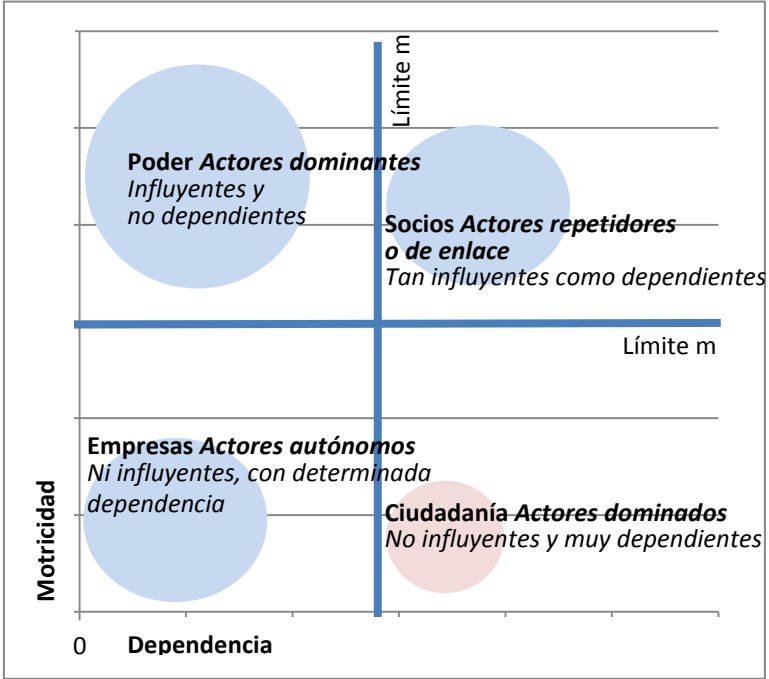 Límite m
Poder Actores dominantes
Influyentes y
no dependientes
Socios Actores repetidores
o de enlace
Tan influyentes como dependientes
Límite m
Empresas Actores autónomos
Ni influyentes, con determinada
dependencia
Ciudadanía Actores dominados
No influyentes y muy dependientes
Motricidad
0 Dependencia